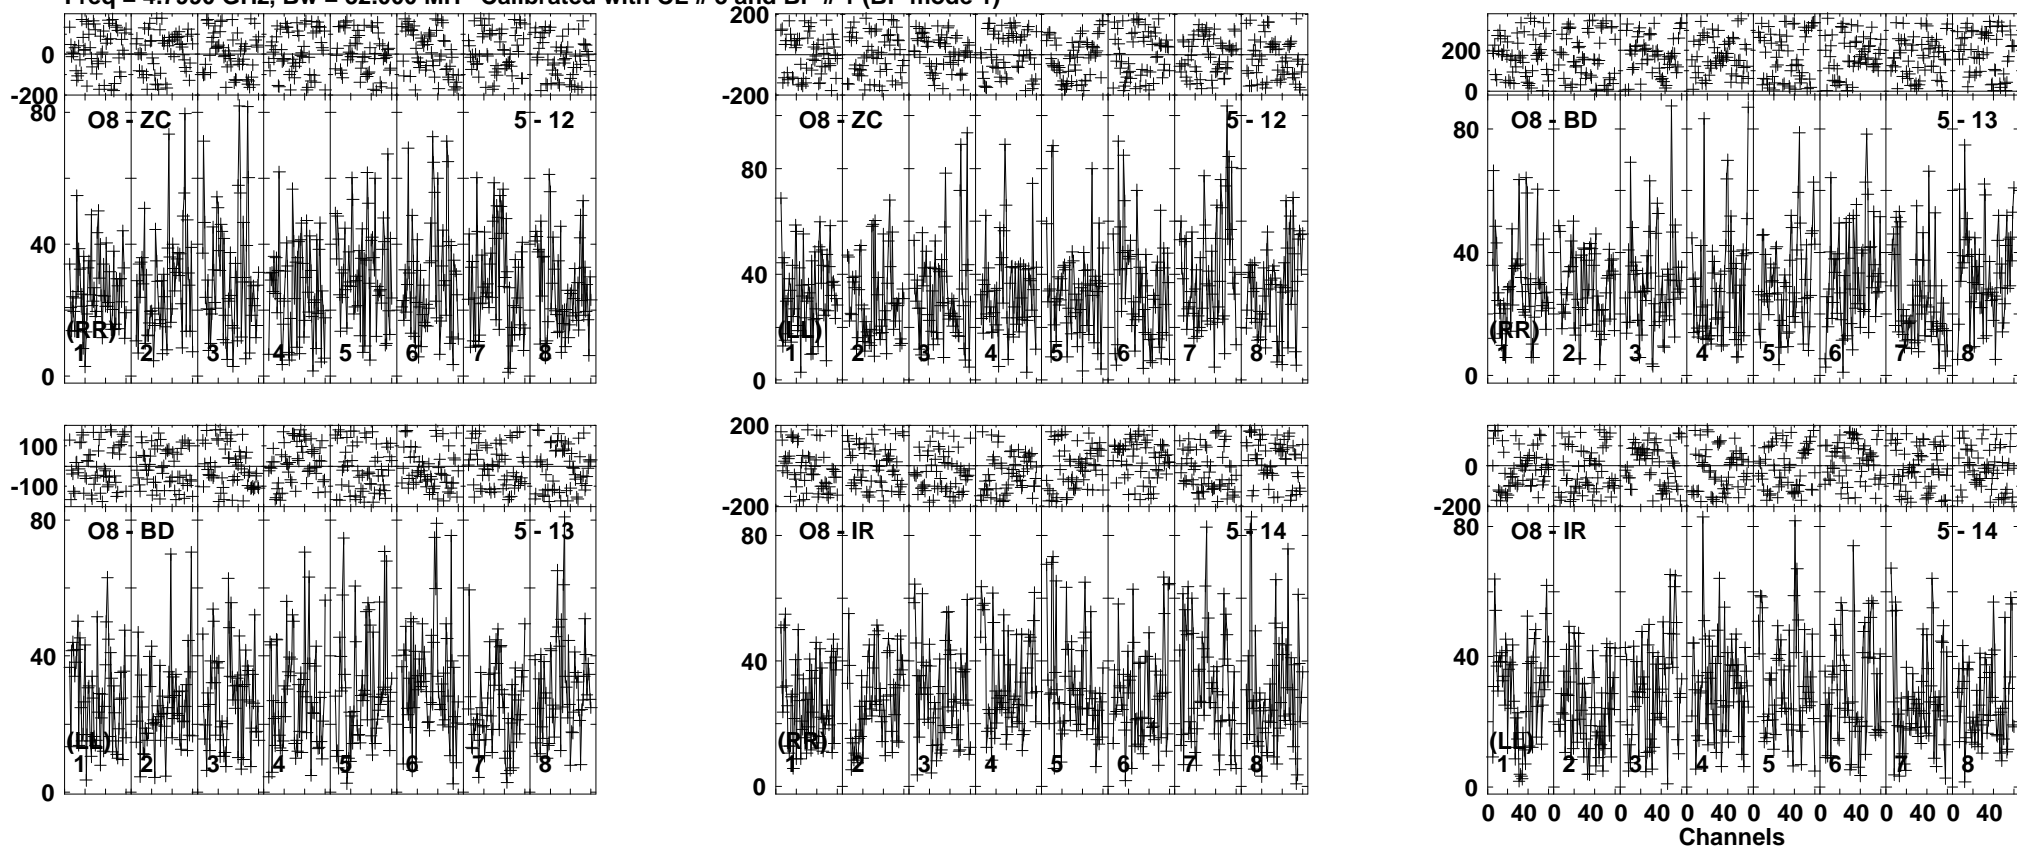 200 0 -200 80 40 0 O8 - ZC 5 - 12 (RR) 1 2 3 4 5 6 7 8
200 0 -200 80 40 0 O8 - ZC 5 - 12 (LL) 1 2 3 4 5 6 7 8
200 0 80 40 0 O8 - BD 5 - 13 (RR) 1 2 3 4 5 6 7 8
100 -100 80 40 0 O8 - BD 5 - 13 (LL) 1 2 3 4 5 6 7 8
200 0 -200 80 40 0 O8 - IR 5 - 14 (RR) 1 2 3 4 5 6 7 8
0 -200 80 40 0 O8 - IR 5 - 14 (LL) 1 2 3 4 5 6 7 8
0 40 0 40 0 40 0 40 0 40 0 40 0 40 0 40
Channels